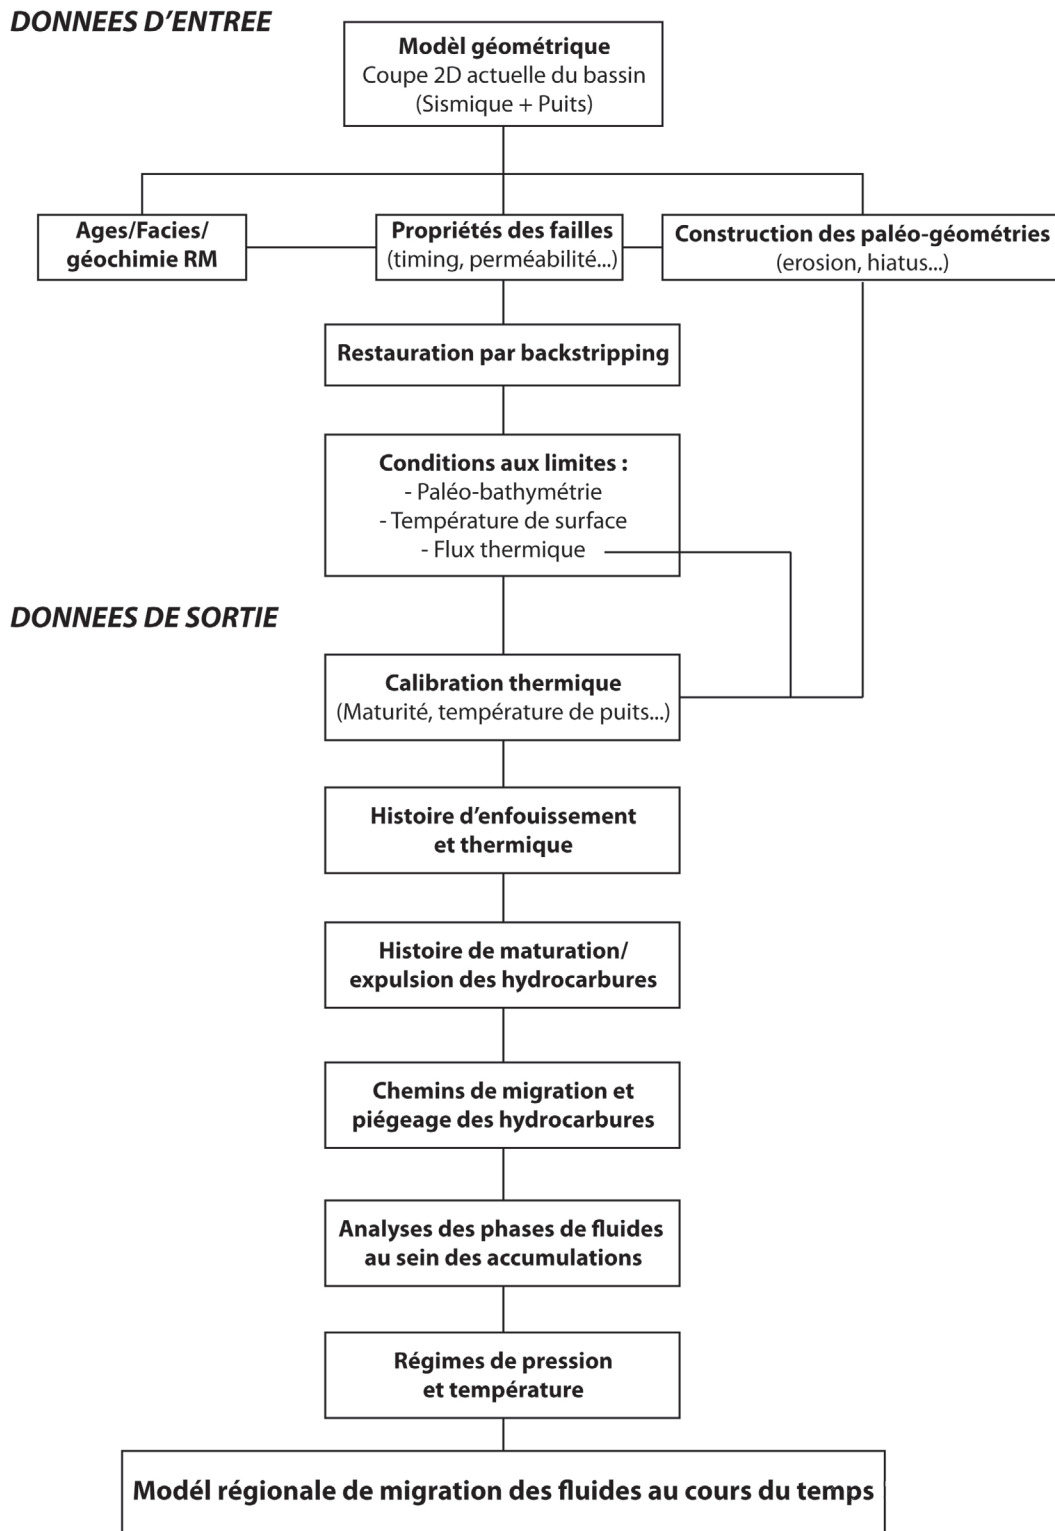 DONNEES D'ENTREE
Modèl géométrique
Coupe 2D actuelle du bassin
(Sismique + Puits)
Ages/Facies/
géochimie RM
Propriétés des failles
(timing, perméabilité...)
Construction des paléo-géométries
(erosion, hiatus...)
Restauration par backstripping
Conditions aux limites :
- Paléo-bathymétrie
- Température de surface
- Flux thermique
DONNEES DE SORTIE
Calibration thermique
(Maturité, température de puits...)
Histoire d'enfouissement
et thermique
Histoire de maturation/
expulsion des hydrocarbures
Chemins de migration et
piégeage des hydrocarbures
Analyses des phases de fluides
au sein des accumulations
Régimes de pression
et température
Modél régionale de migration des fluides au cours du temps